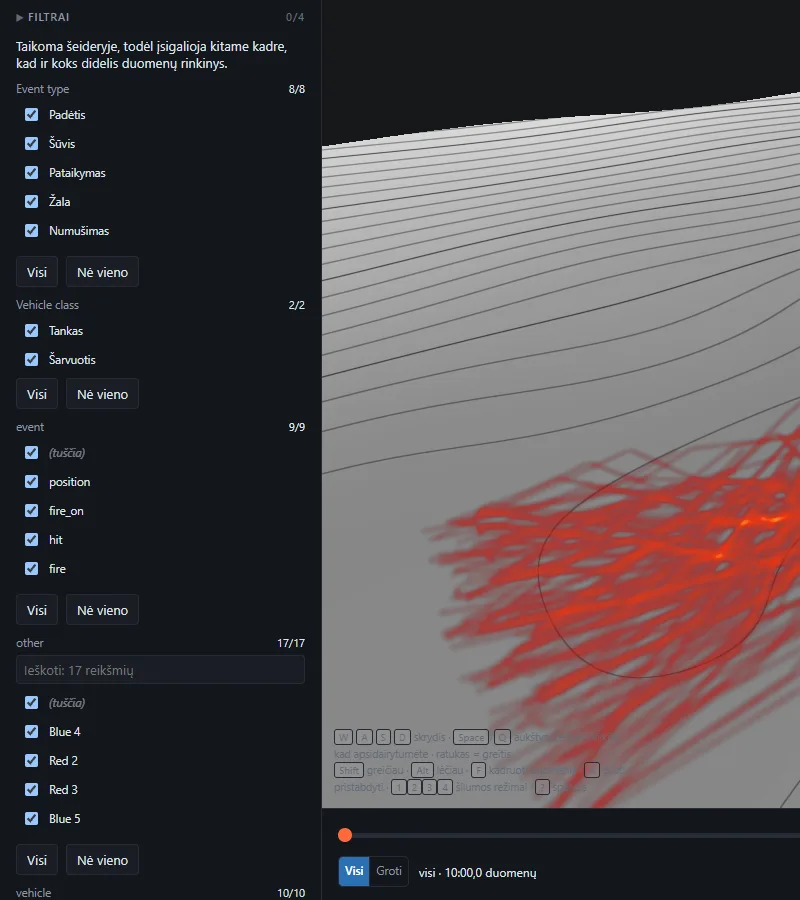 ▶ FILTRAI 0/4
Taikoma šeideryje, todėl įsigalioja kitame kadre,
kad ir koks didelis duomenų rinkinys.
Event type 8/8
Padėtis
Šūvis
Pataikymas
Žala
Numušimas
Visi Nė vieno
Vehicle class 2/2
Tankas
Šarvuotis
Visi Nė vieno
event 9/9
(tuščia)
position
fire_on
hit
fire
Visi Nė vieno
other 17/17
Ieškoti: 17 reikšmių
(tuščia)
Blue 4
Red 2
Red 3
Blue 5
Visi Nė vieno
vehicle 10/10
W A S D skrydis · Space Q
kad apsidairytumėte · ratukas = greitis
Shift greičiau · Alt lėčiau · F
pristabdyti · 1 2 3 4 šilumos režimai · ?
Visi Groti visi · 10:00,0 duomenų